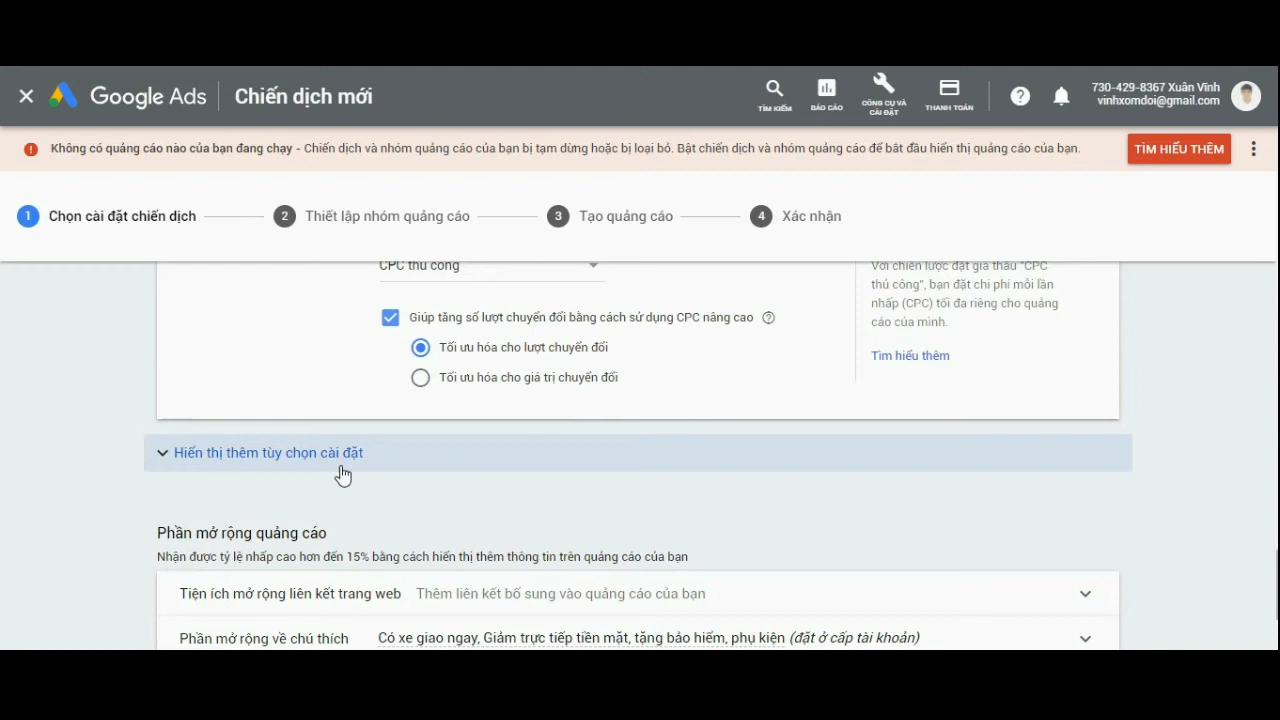 Google Ads
Chiến dịch mới
TÌM KIẾM
BÁO CÁO
CÔNG CỤ VÀ
CÀI ĐẶT
THANH TOÁN
730-429-8367 Xuân Vĩnh
vinhxomdoi@gmail.com
Không có quảng cáo nào của bạn đang chạy - Chiến dịch và nhóm quảng cáo của bạn bị tạm dừng hoặc bị loại bỏ. Bật chiến dịch và nhóm quảng cáo để bắt đầu hiển thị quảng cáo của bạn.
TÌM HIỂU THÊM
1 Chọn cài đặt chiến dịch
2 Thiết lập nhóm quảng cáo
3 Tạo quảng cáo
4 Xác nhận
CPC thủ công
Giúp tăng số lượt chuyển đổi bằng cách sử dụng CPC nâng cao
Tối ưu hóa cho lượt chuyển đổi
Tối ưu hóa cho giá trị chuyển đổi
Với chiến lược đặt giá thầu "CPC
thủ công", bạn đặt chi phí mỗi lần
nhấp (CPC) tối đa riêng cho quảng
cáo của mình.
Tìm hiểu thêm
Hiển thị thêm tùy chọn cài đặt
Phần mở rộng quảng cáo
Nhận được tỷ lệ nhấp cao hơn đến 15% bằng cách hiển thị thêm thông tin trên quảng cáo của bạn
Tiện ích mở rộng liên kết trang web Thêm liên kết bổ sung vào quảng cáo của bạn
Phần mở rộng về chú thích Có xe giao ngay, Giảm trực tiếp tiền mặt, tặng bảo hiểm, phụ kiện (đặt ở cấp tài khoản)